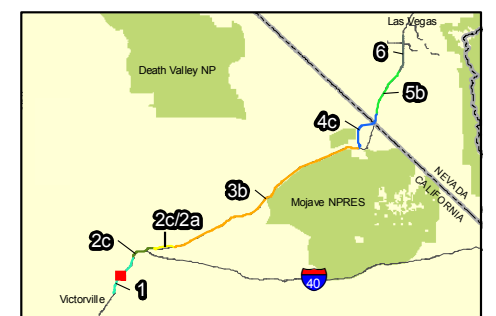 Las Vegas
6
Death Valley NP
5b
4c
NEVADA
CALIFORNIA
3b
Mojave NPRES
2c/2a
2c
40
1
Victorville